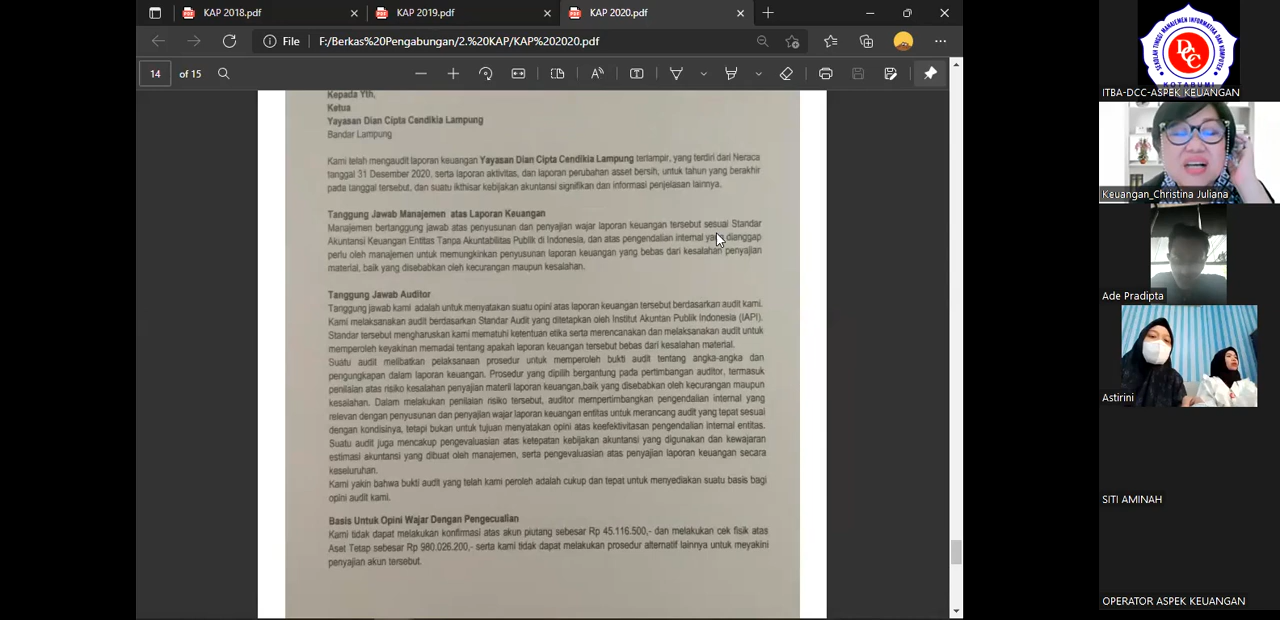 KAP 2018.pdf
KAP 2019.pdf
KAP 2020.pdf
File
F:/Berkas%20Pengabungan/2.%20KAP/KAP%202020.pdf
14 of 15
Kepada Yth,
Ketua
Yayasan Dian Cipta Cendikia Lampung
Bandar Lampung
Kami telah mengaudit laporan keuangan Yayasan Dian Cipta Cendikia Lampung terlampir, yang terdiri dari Neraca
tanggal 31 Desember 2020, serta laporan aktivitas, dan laporan perubahan asset bersih, untuk tahun yang berakhir
pada tanggal tersebut, dan suatu ikhtisar kebijakan akuntansi signifikan dan informasi penjelasan lainnya.
Tanggung Jawab Manajemen atas Laporan Keuangan
Manajemen bertanggung jawab atas penyusunan dan penyajian wajar laporan keuangan tersebut sesuai Standar
Akuntansi Keuangan Entitas Tanpa Akuntabilitas Publik di Indonesia, dan atas pengendalian internal yang dianggap
perlu oleh manajemen untuk memungkinkan penyusunan laporan keuangan yang bebas dari kesalahan penyajian
material, baik yang disebabkan oleh kecurangan maupun kesalahan.
Tanggung Jawab Auditor
Tanggung jawab kami adalah untuk menyatakan suatu opini atas laporan keuangan tersebut berdasarkan audit kami.
Kami melaksanakan audit berdasarkan Standar Audit yang ditetapkan oleh Institut Akuntan Publik Indonesia (IAPI).
Standar tersebut mengharuskan kami mematuhi ketentuan etika serta merencanakan dan melaksanakan audit untuk
memperoleh keyakinan memadai tentang apakah laporan keuangan tersebut bebas dari kesalahan material.
Suatu audit melibatkan pelaksanaan prosedur untuk memperoleh bukti audit tentang angka-angka dan
pengungkapan dalam laporan keuangan. Prosedur yang dipilih bergantung pada pertimbangan auditor, termasuk
penilaian atas risiko kesalahan penyajian materil laporan keuangan,baik yang disebabkan oleh kecurangan maupun
kesalahan. Dalam melakukan penilaian risiko tersebut, auditor mempertimbangkan pengendalian internal yang
relevan dengan penyusunan dan penyajian wajar laporan keuangan entitas untuk merancang audit yang tepat sesuai
dengan kondisinya, tetapi bukan untuk tujuan menyatakan opini atas keefektivitasan pengendalian internal entitas.
Suatu audit juga mencakup pengevaluasian atas ketepatan kebijakan akuntansi yang digunakan dan kewajaran
estimasi akuntansi yang dibuat oleh manajemen, serta pengevaluasian atas penyajian laporan keuangan secara
keseluruhan.
Kami yakin bahwa bukti audit yang telah kami peroleh adalah cukup dan tepat untuk menyediakan suatu basis bagi
opini audit kami.
Basis Untuk Opini Wajar Dengan Pengecualian
Kami tidak dapat melakukan konfirmasi atas akun piutang sebesar Rp 45.116.500,- dan melakukan cek fisik atas
Aset Tetap sebesar Rp 980.026.200,- serta kami tidak dapat melakukan prosedur alternatif lainnya untuk meyakini
penyajian akun tersebut.
SEKOLAH TINGGI MANAJEMEN INFORMATIKA DAN KOMPUTER
DCC
KOTABUMI
ITBA-DCC-ASPEK KEUANGAN
Keuangan_Christina Juliana
Ade Pradipta
Astirini
SITI AMINAH
OPERATOR ASPEK KEUANGAN